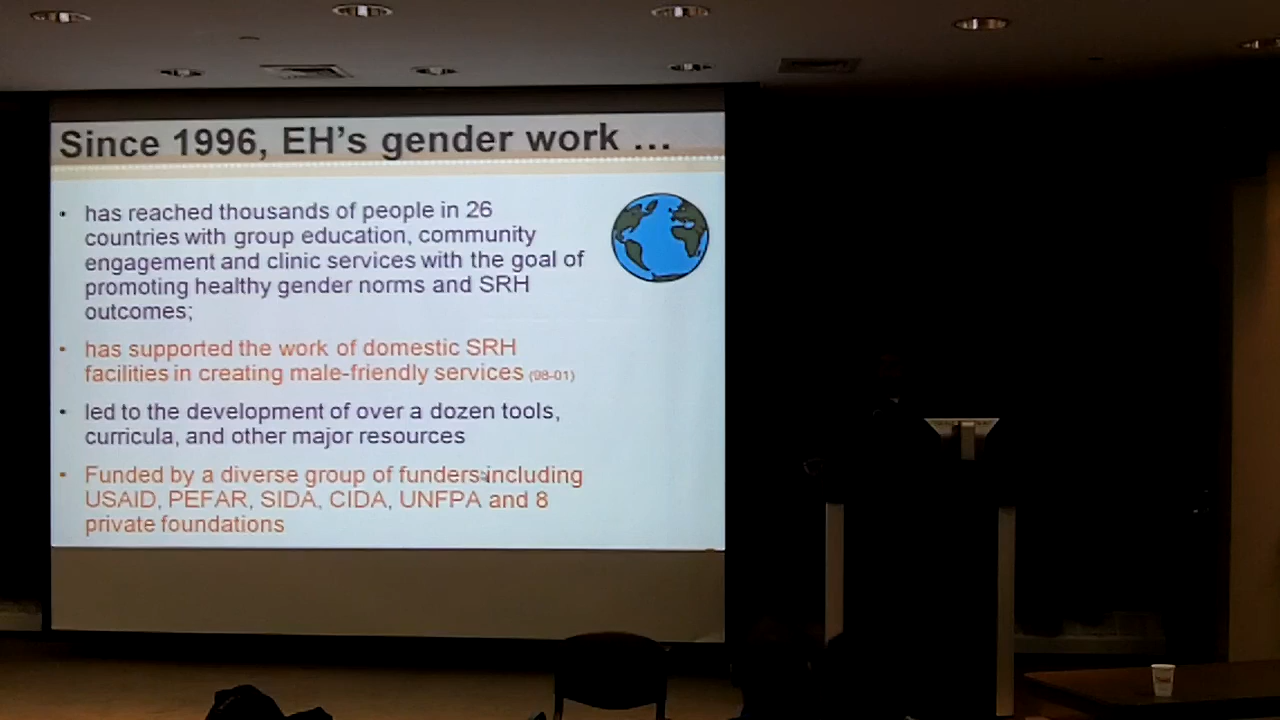 Since 1996, EH's gender work ...
• has reached thousands of people in 26
countries with group education, community
engagement and clinic services with the goal of
promoting healthy gender norms and SRH
outcomes;
• has supported the work of domestic SRH
facilities in creating male-friendly services (98-01)
• led to the development of over a dozen tools,
curricula, and other major resources
• Funded by a diverse group of funders including
USAID, PEFAR, SIDA, CIDA, UNFPA and 8
private foundations